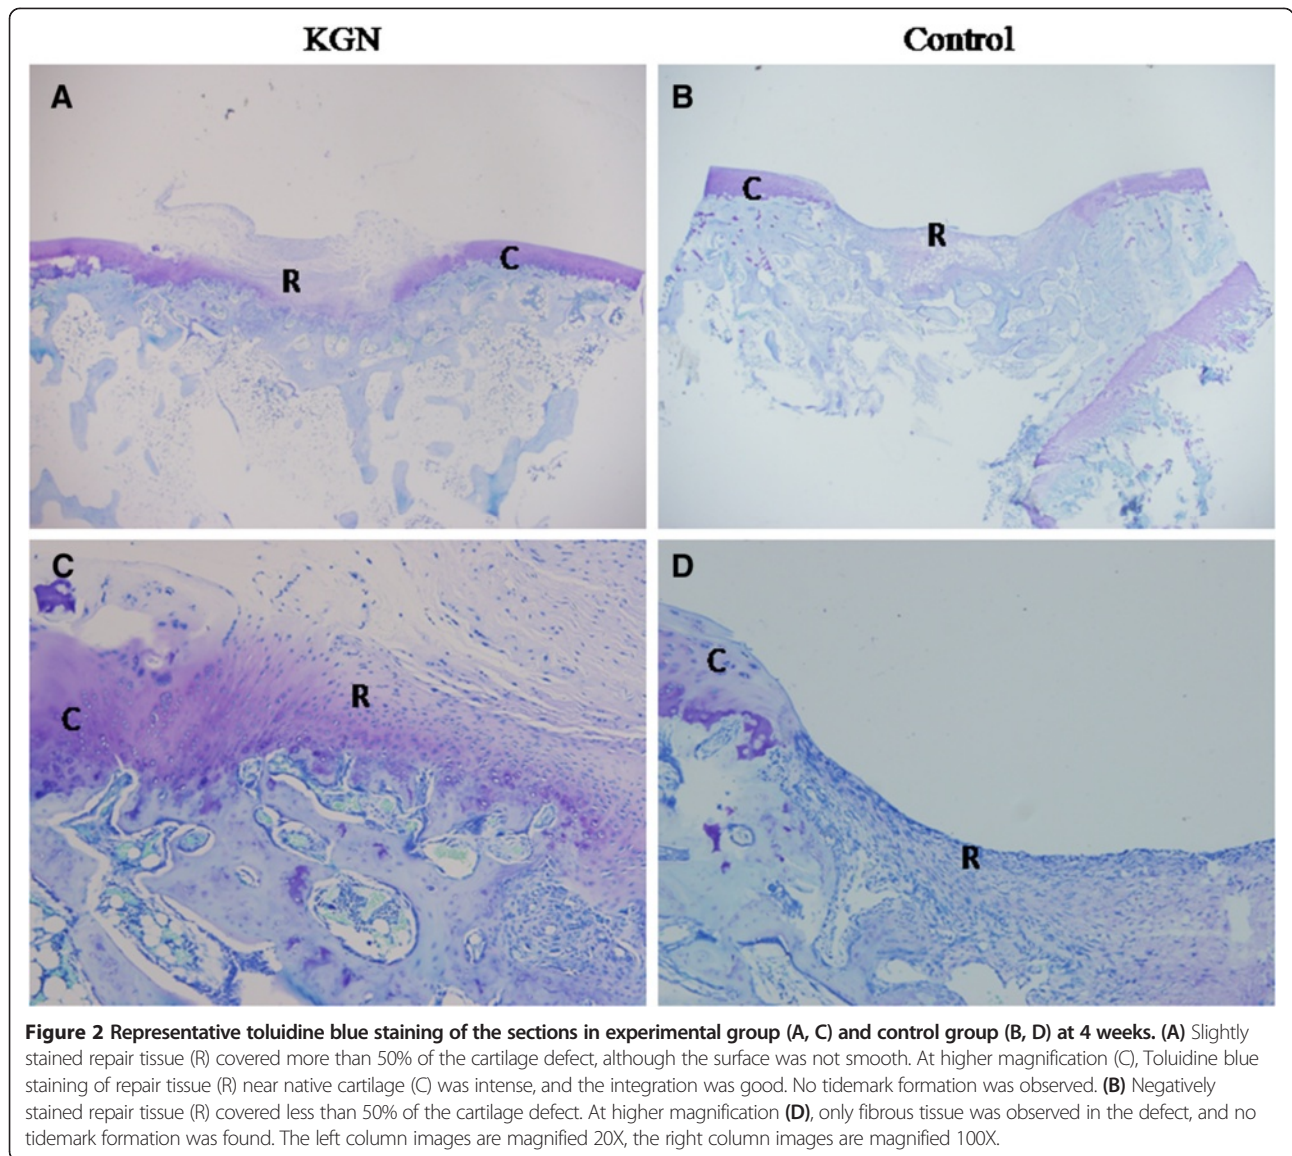 KGN Control
A B
C C
R R
C D
C R
C R
Figure 2 Representative toluidine blue staining of the sections in experimental group (A, C) and control group (B, D) at 4 weeks. (A) Slightly
stained repair tissue (R) covered more than 50% of the cartilage defect, although the surface was not smooth. At higher magnification (C), Toluidine blue
staining of repair tissue (R) near native cartilage (C) was intense, and the integration was good. No tidemark formation was observed. (B) Negatively
stained repair tissue (R) covered less than 50% of the cartilage defect. At higher magnification (D), only fibrous tissue was observed in the defect, and no
tidemark formation was found. The left column images are magnified 20X, the right column images are magnified 100X.